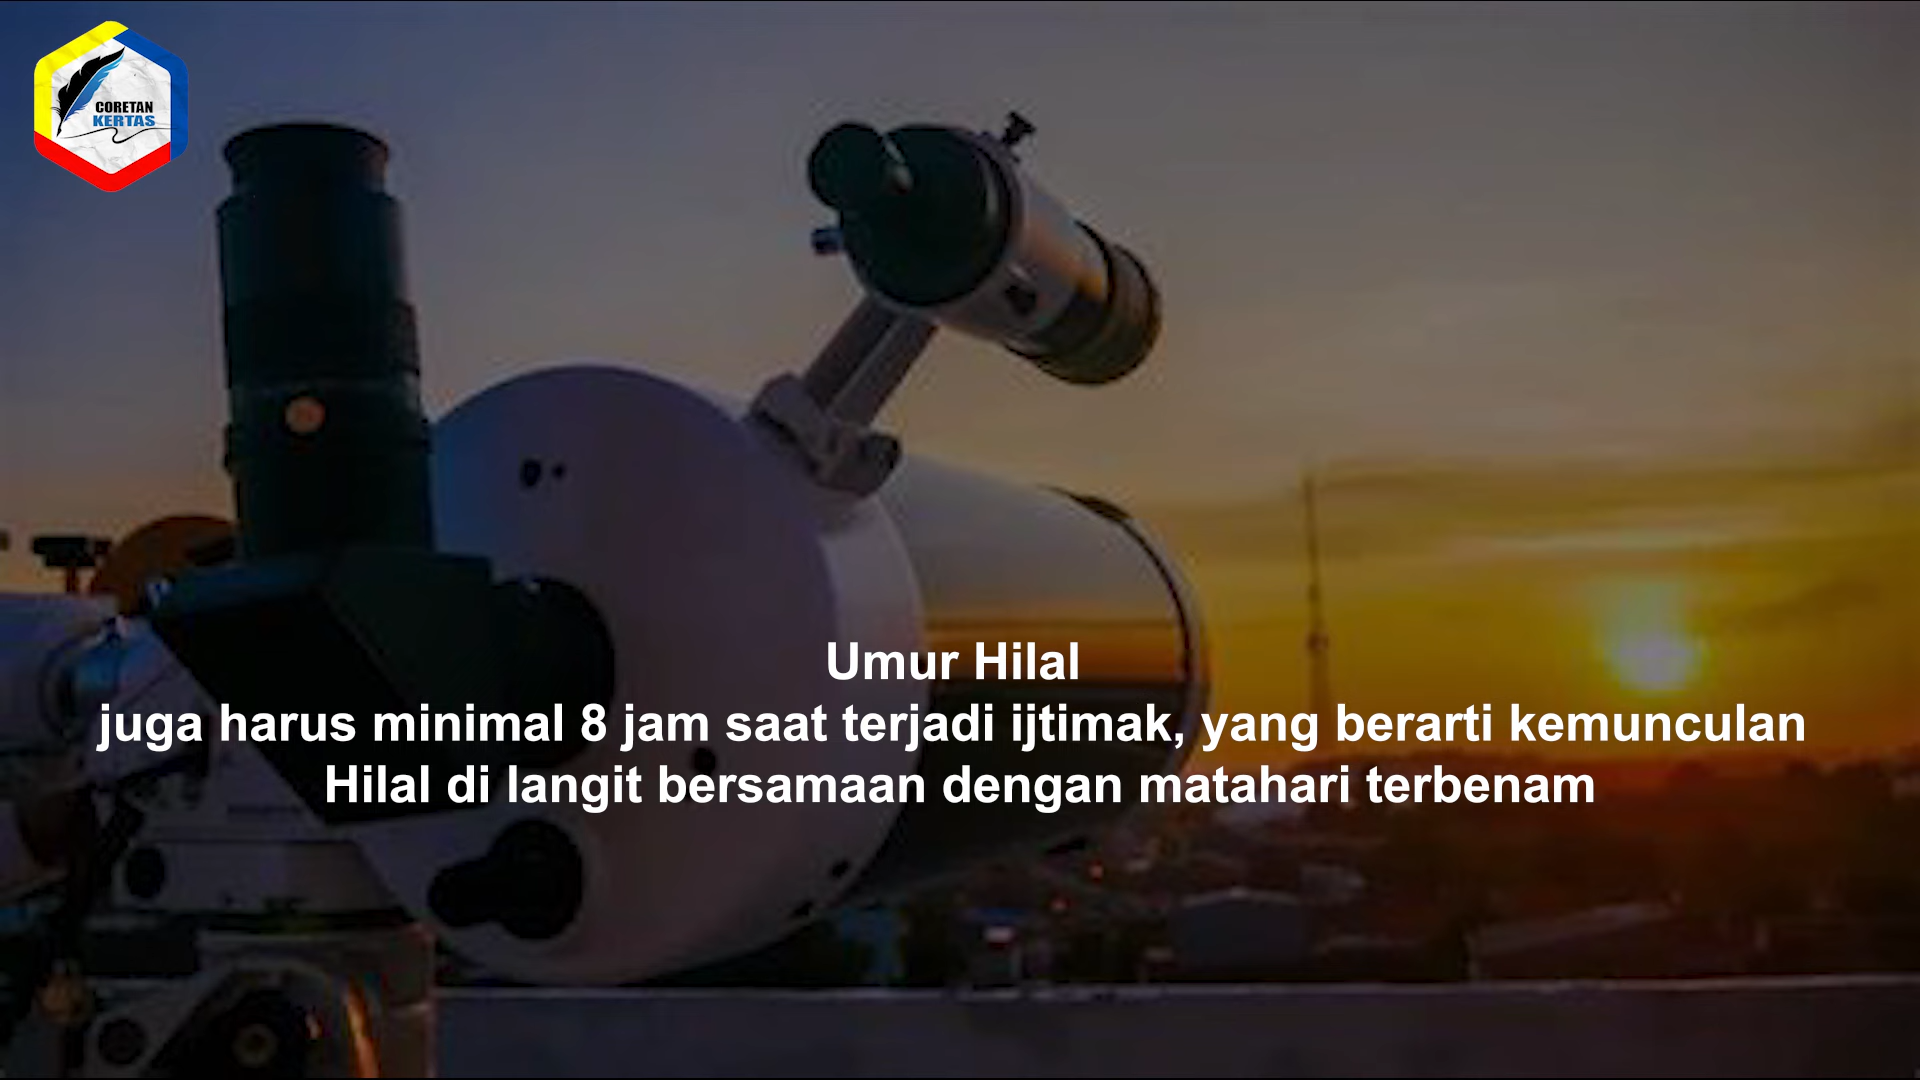 CORETAN
KERTAS
Umur Hilal
juga harus minimal 8 jam saat terjadi ijtimak, yang berarti kemunculan
Hilal di langit bersamaan dengan matahari terbenam